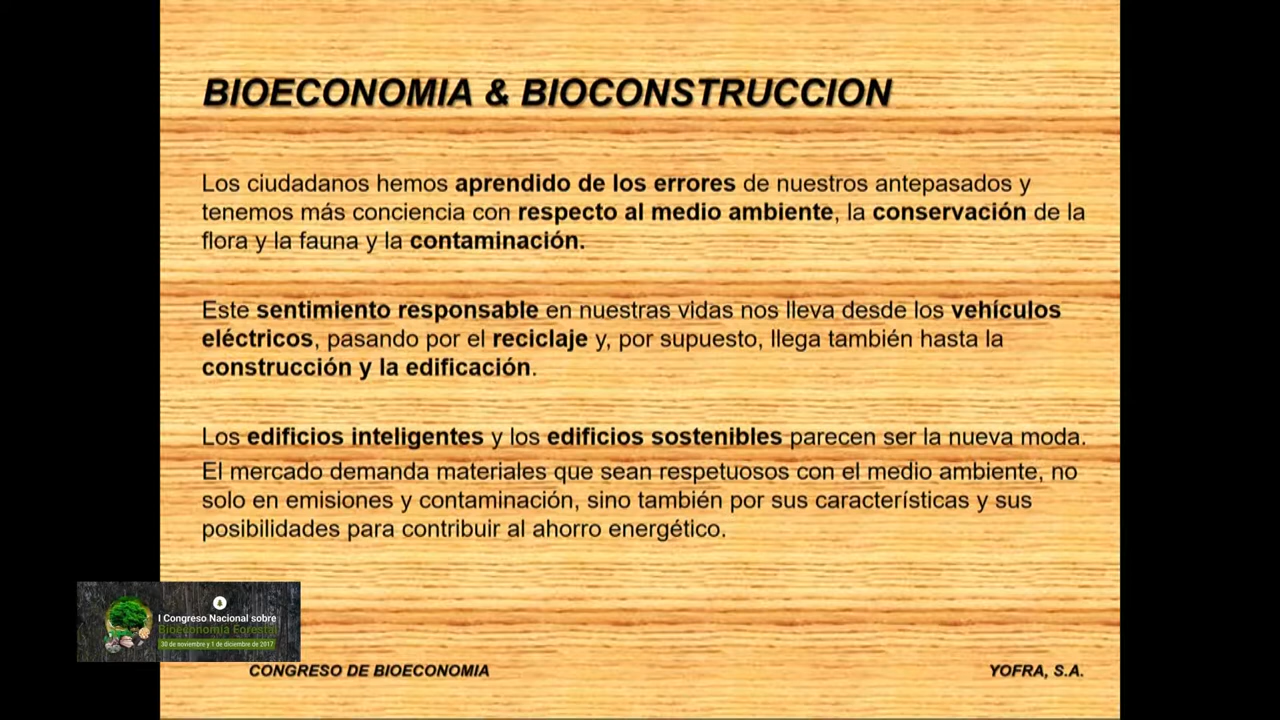 BIOECONOMIA & BIOCONSTRUCCION
Los ciudadanos hemos aprendido de los errores de nuestros antepasados y
tenemos más conciencia con respecto al medio ambiente, la conservación de la
flora y la fauna y la contaminación.
Este sentimiento responsable en nuestras vidas nos lleva desde los vehículos
eléctricos, pasando por el reciclaje y, por supuesto, llega también hasta la
construcción y la edificación.
Los edificios inteligentes y los edificios sostenibles parecen ser la nueva moda.
El mercado demanda materiales que sean respetuosos con el medio ambiente, no
solo en emisiones y contaminación, sino también por sus características y sus
posibilidades para contribuir al ahorro energético.
I Congreso Nacional sobre
Bioeconomía Forestal
30 de noviembre y 1 de diciembre de 2017
CONGRESO DE BIOECONOMIA
YOFRA, S.A.